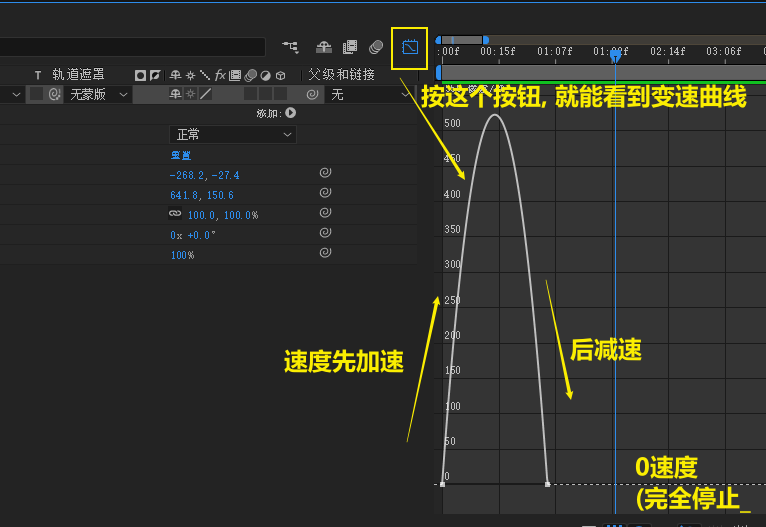 :00f 00:15f 01:07f 01:00f 02:14f 03:06f
T 轨道遮罩 fx 父级和链接
无蒙版 无
按这个按钮, 就能看到变速曲线
添加:
正常
重置
-268.2, -27.4
641.8, 150.6
100.0, 100.0%
0x +0.0°
100%
500
450
400
350
300
250
200
150
100
50
0
速度先加速
后减速
0速度
(完全停止_